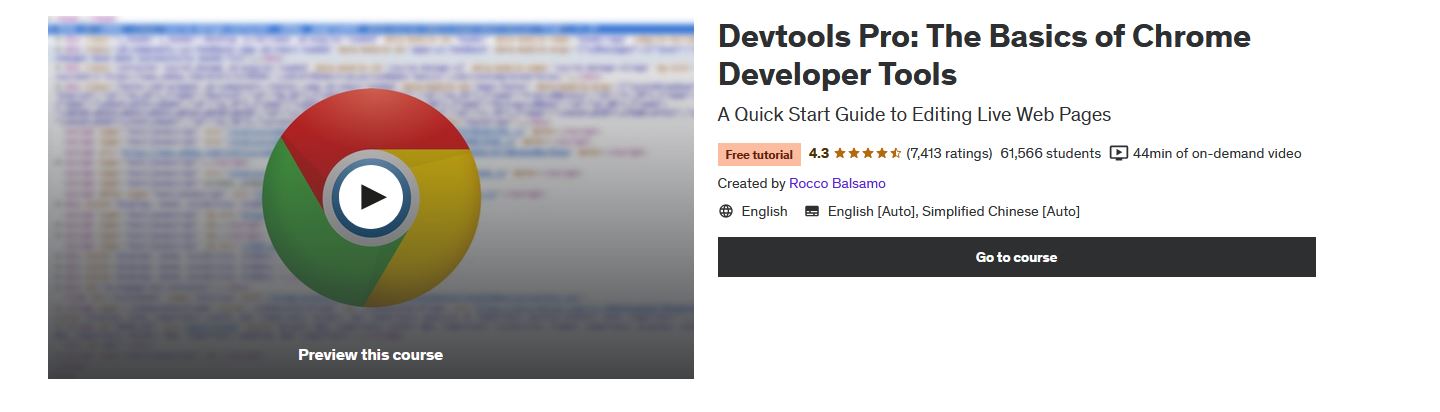 Devtools Pro: The Basics of Chrome
Developer Tools
A Quick Start Guide to Editing Live Web Pages
Free tutorial 4.3 (7,413 ratings) 61,566 students 44min of on-demand video
Created by Rocco Balsamo
English English [Auto], Simplified Chinese [Auto]
Go to course
Preview this course